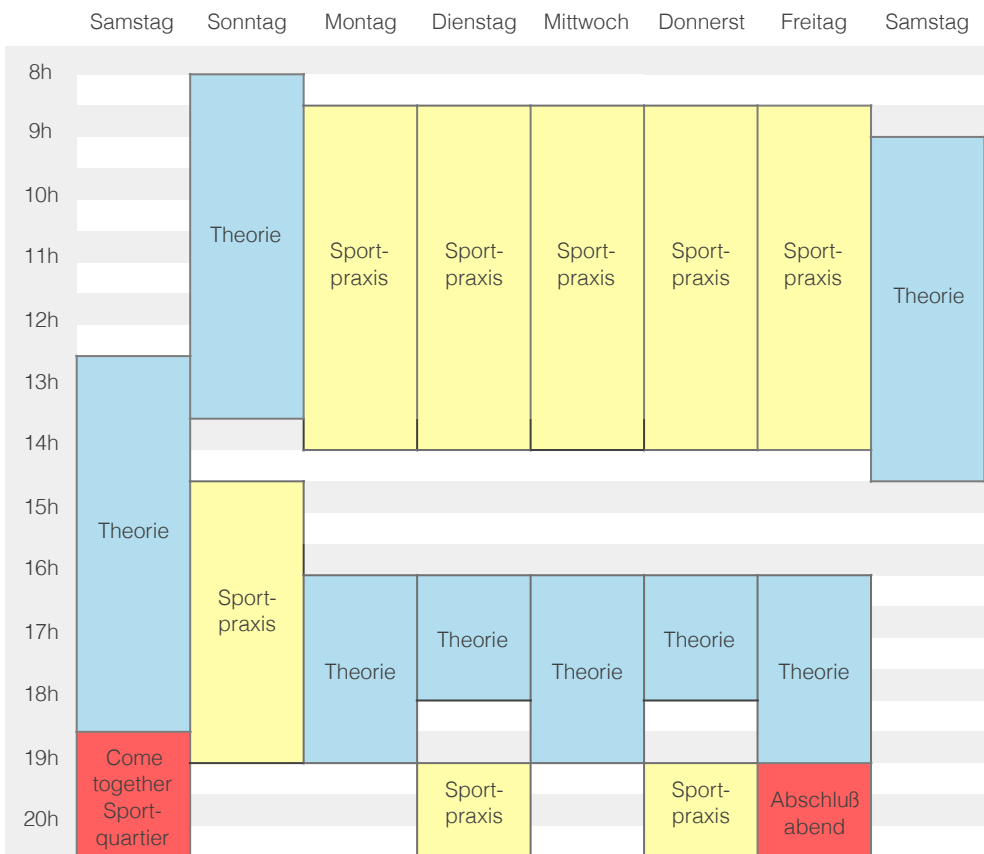 Samstag Sonntag Montag Dienstag Mittwoch Donnerst Freitag Samstag
8h
9h
10h
11h
12h
13h
14h
15h
16h
17h
18h
19h
20h
Theorie
Come
together
Sport-
quartier
Theorie
Sport-
praxis
Sport-
praxis
Theorie
Sport-
praxis
Theorie
Sport-
praxis
Sport-
praxis
Theorie
Sport-
praxis
Theorie
Sport-
praxis
Sport-
praxis
Theorie
Abschluß
abend
Theorie